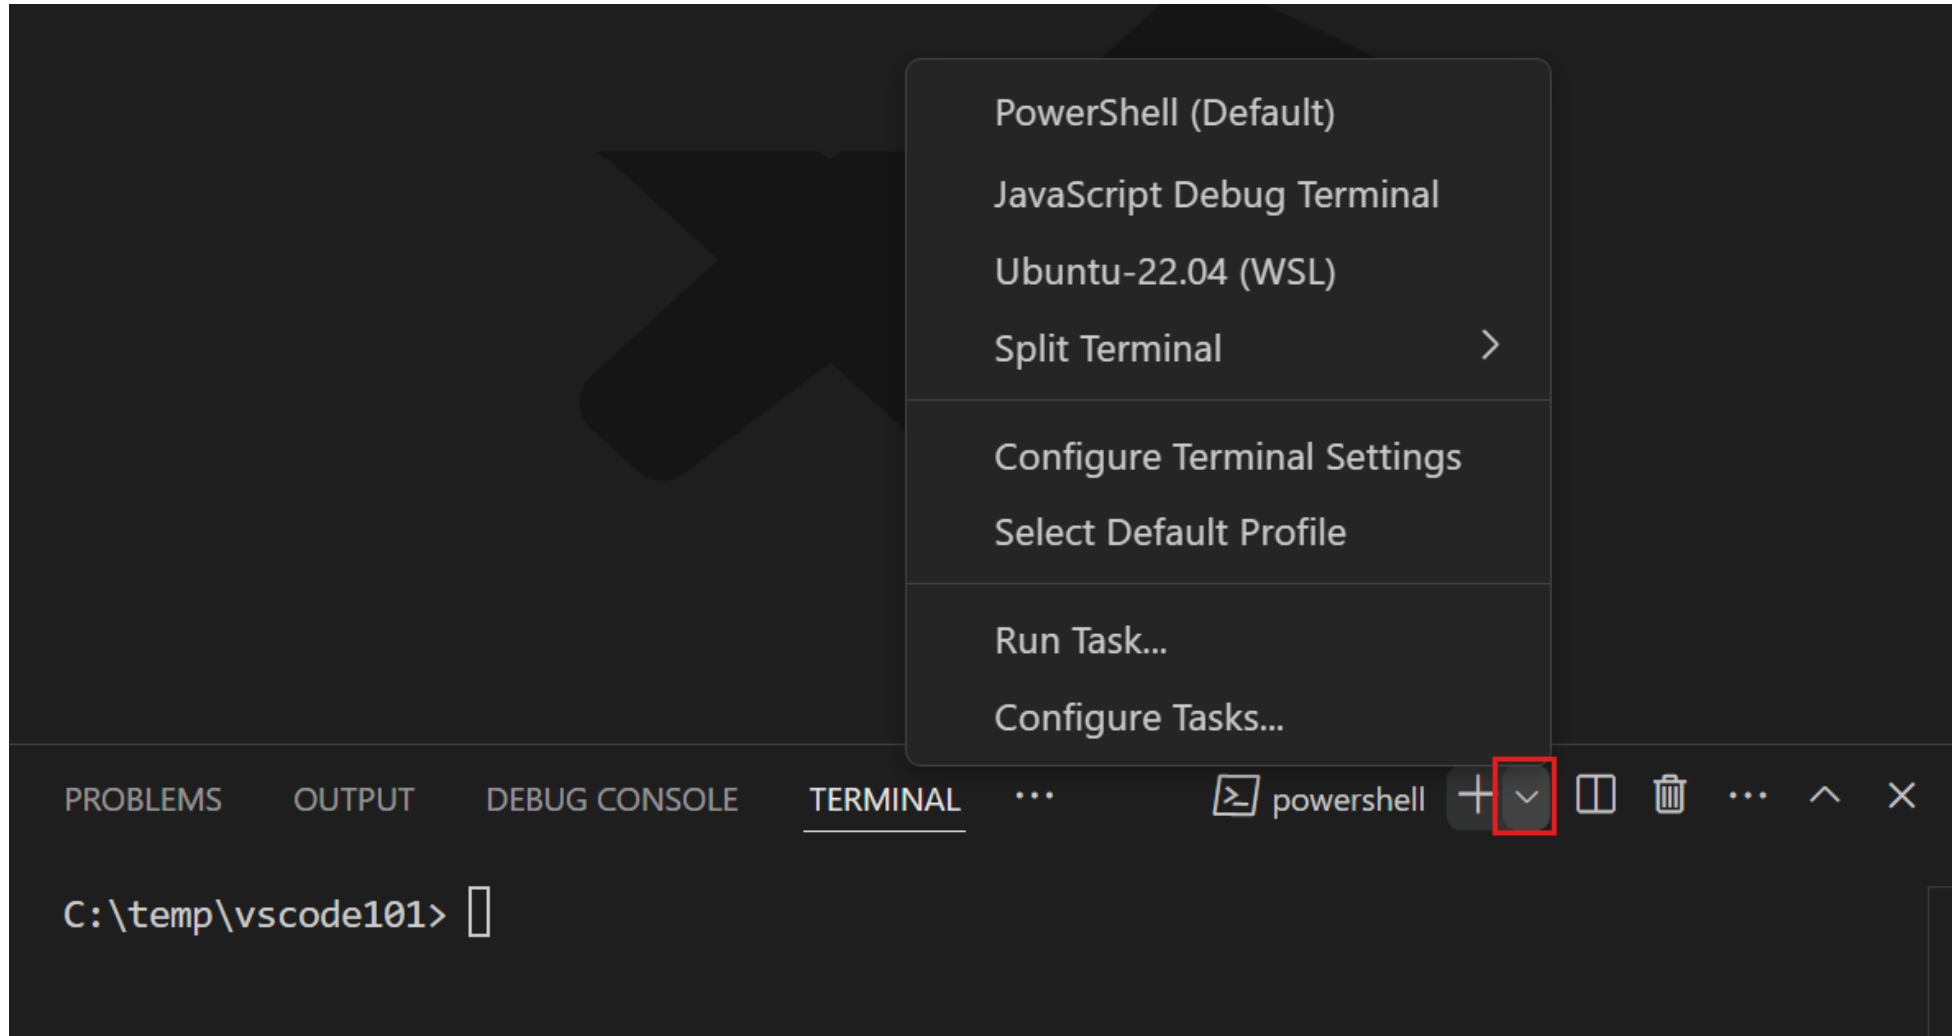 PowerShell (Default)
JavaScript Debug Terminal
Ubuntu-22.04 (WSL)
Split Terminal
Configure Terminal Settings
Select Default Profile
Run Task...
Configure Tasks...
PROBLEMS OUTPUT DEBUG CONSOLE TERMINAL ··· powershell
C:\temp\vscode101>